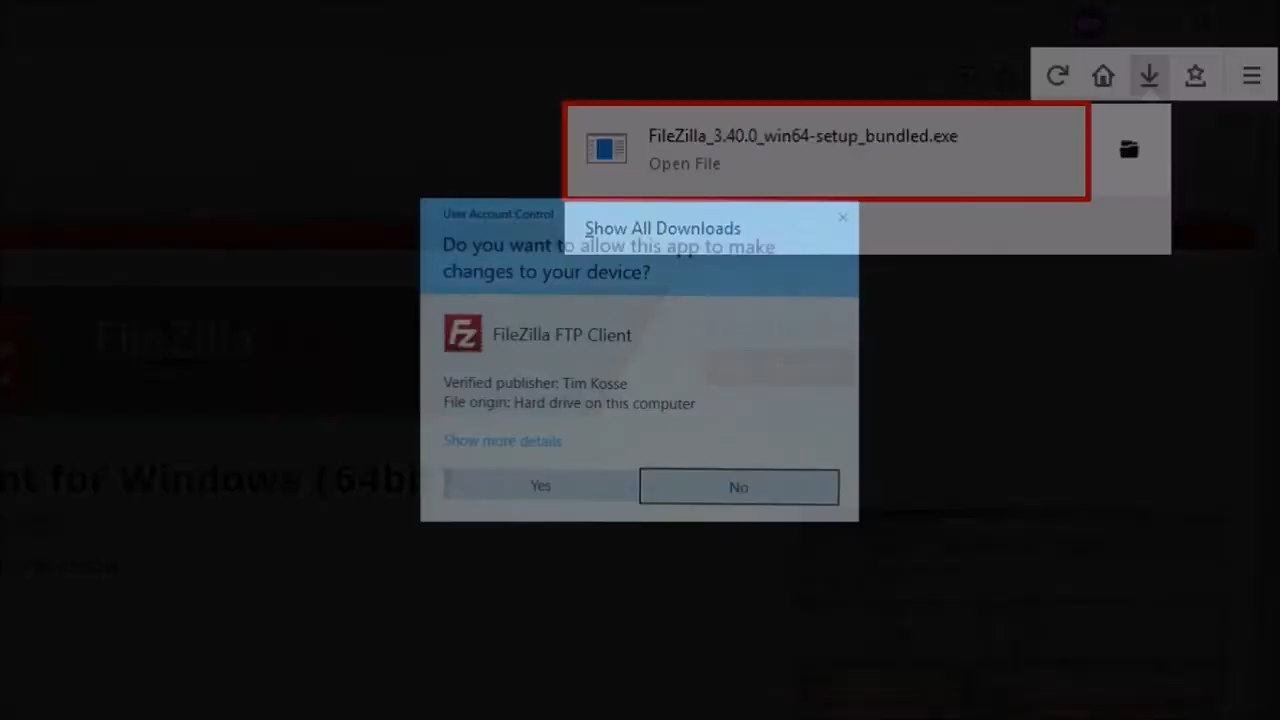 FileZilla_3.40.0_win64-setup_bundled.exe
Open File
Show All Downloads
User Account Control
Do you want to allow this app to make
changes to your device?
FileZilla
FileZilla FTP Client
Verified publisher: Tim Kosse
File origin: Hard drive on this computer
Show more details
nt for Windows (64bi
Yes
No